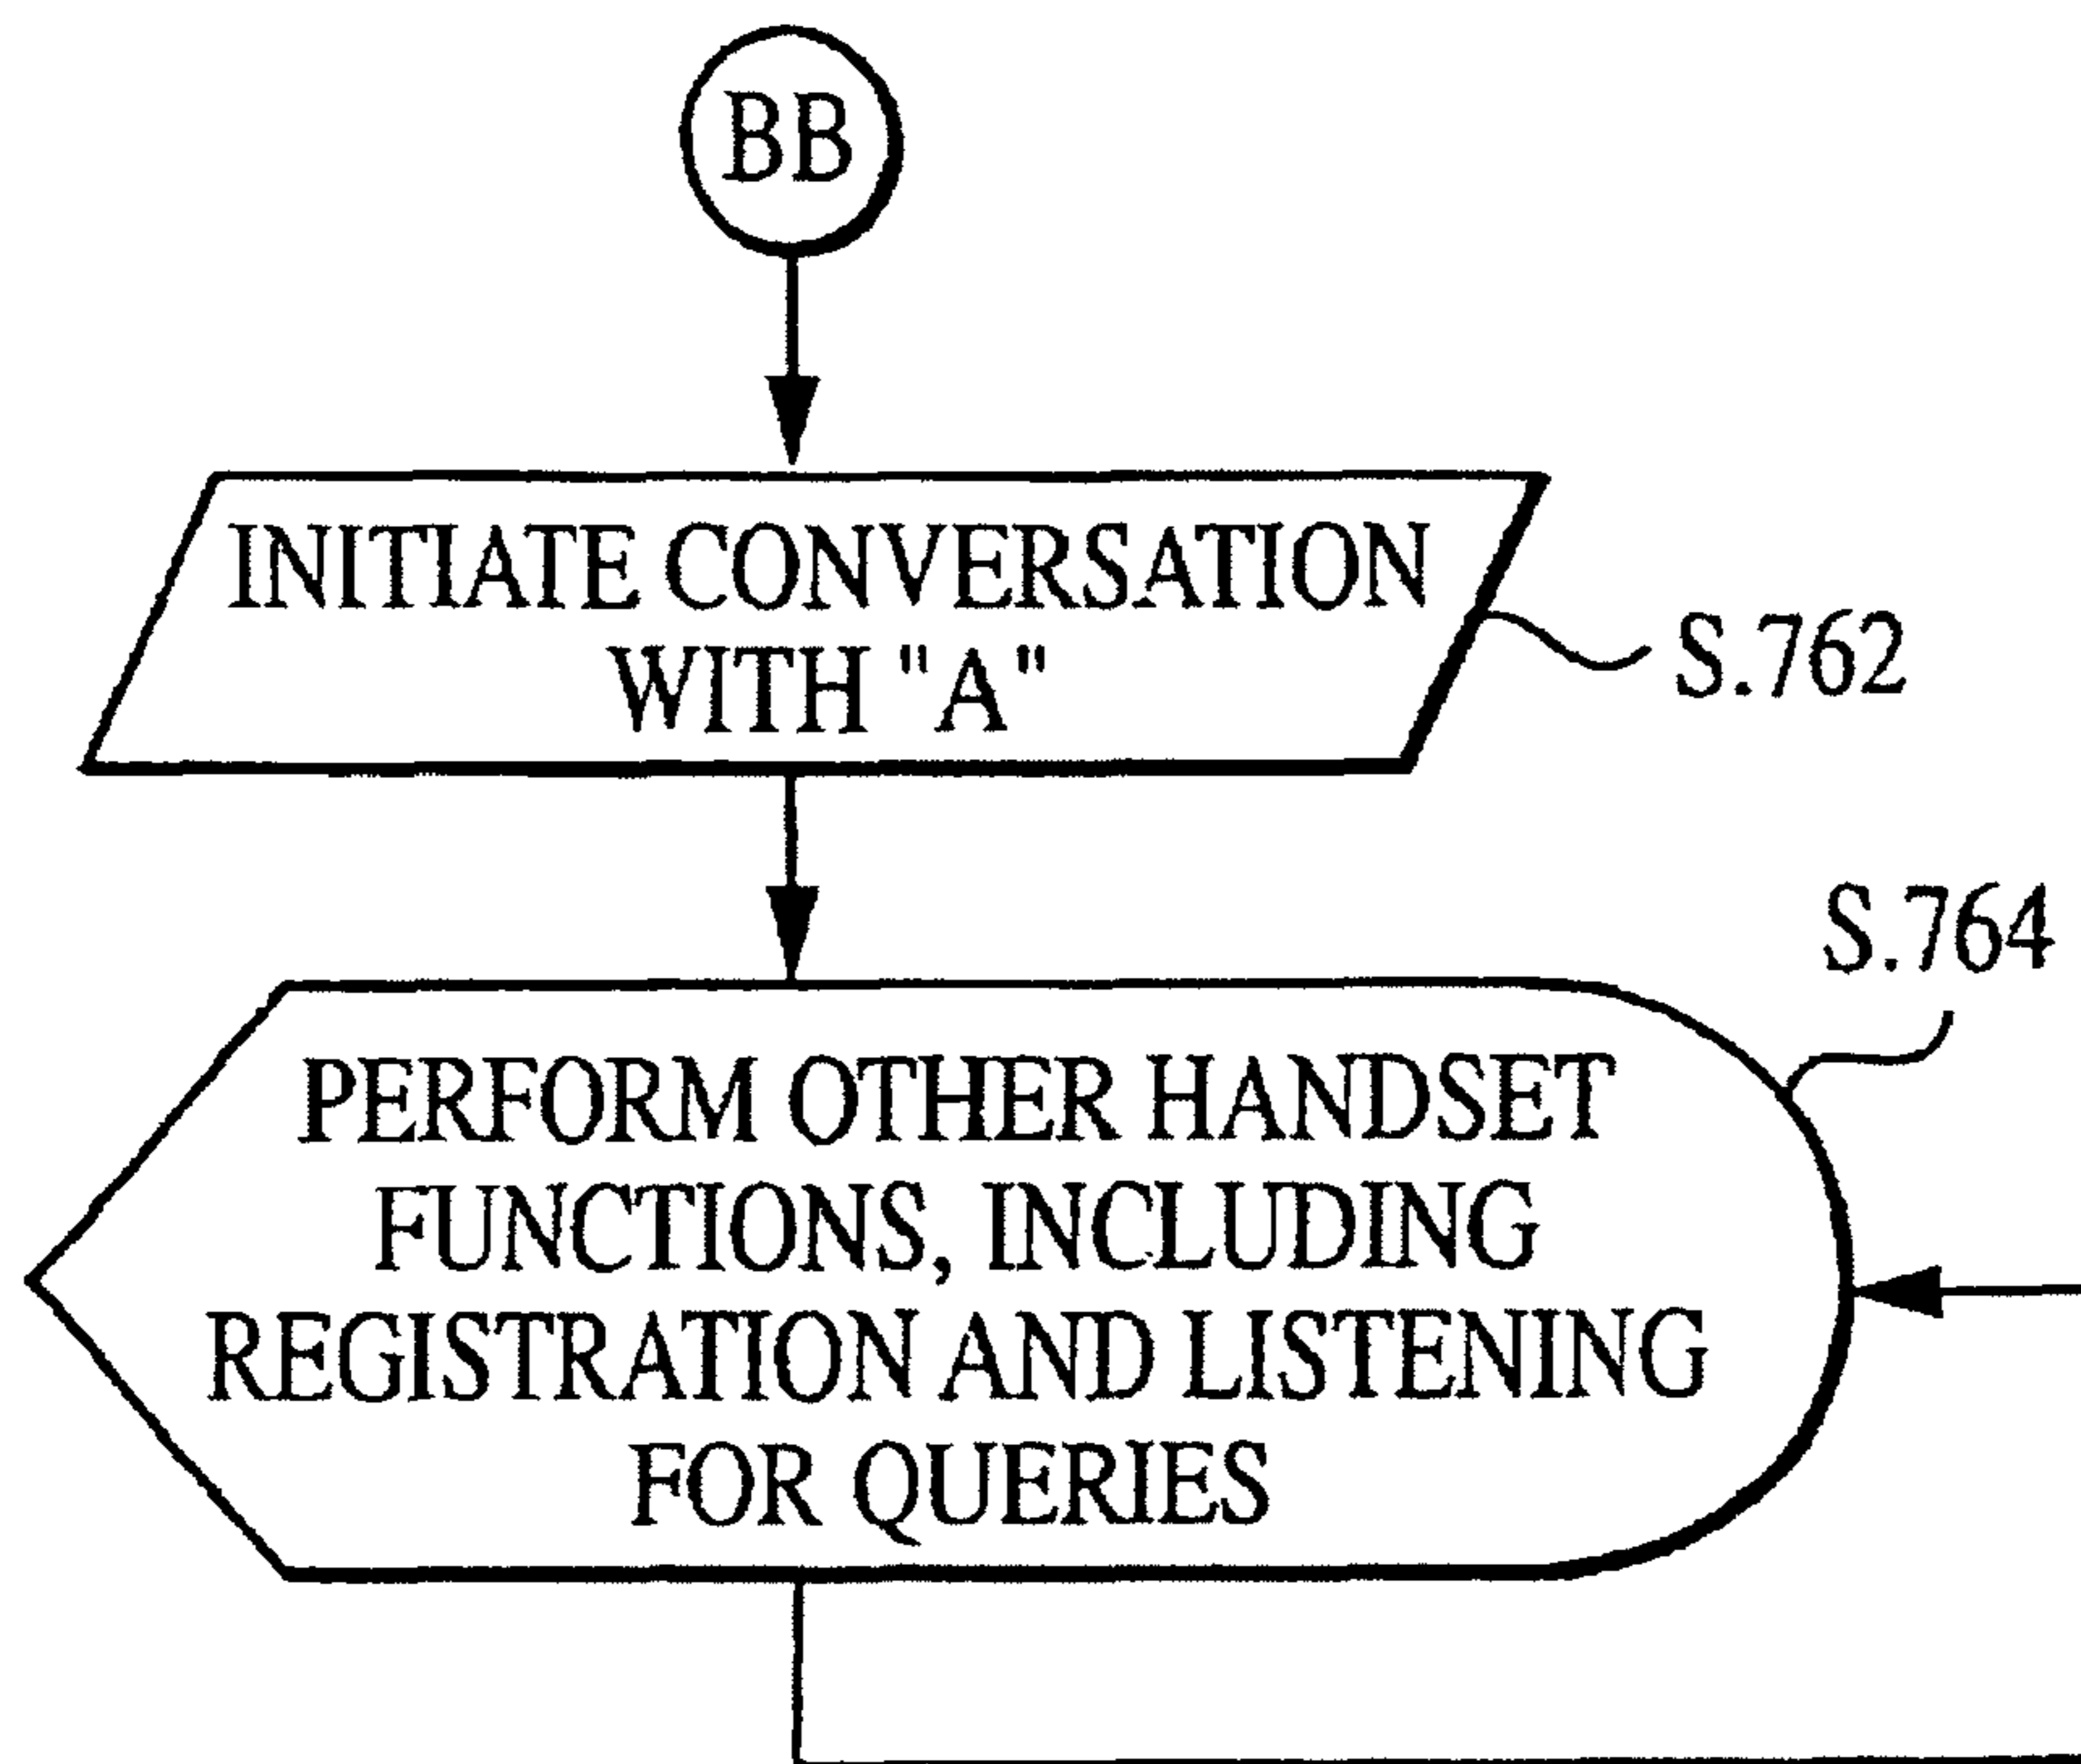 BB
INITIATE CONVERSATION
WITH "A"
S.762
S.764
PERFORM OTHER HANDSET
FUNCTIONS, INCLUDING
REGISTRATION AND LISTENING
FOR QUERIES